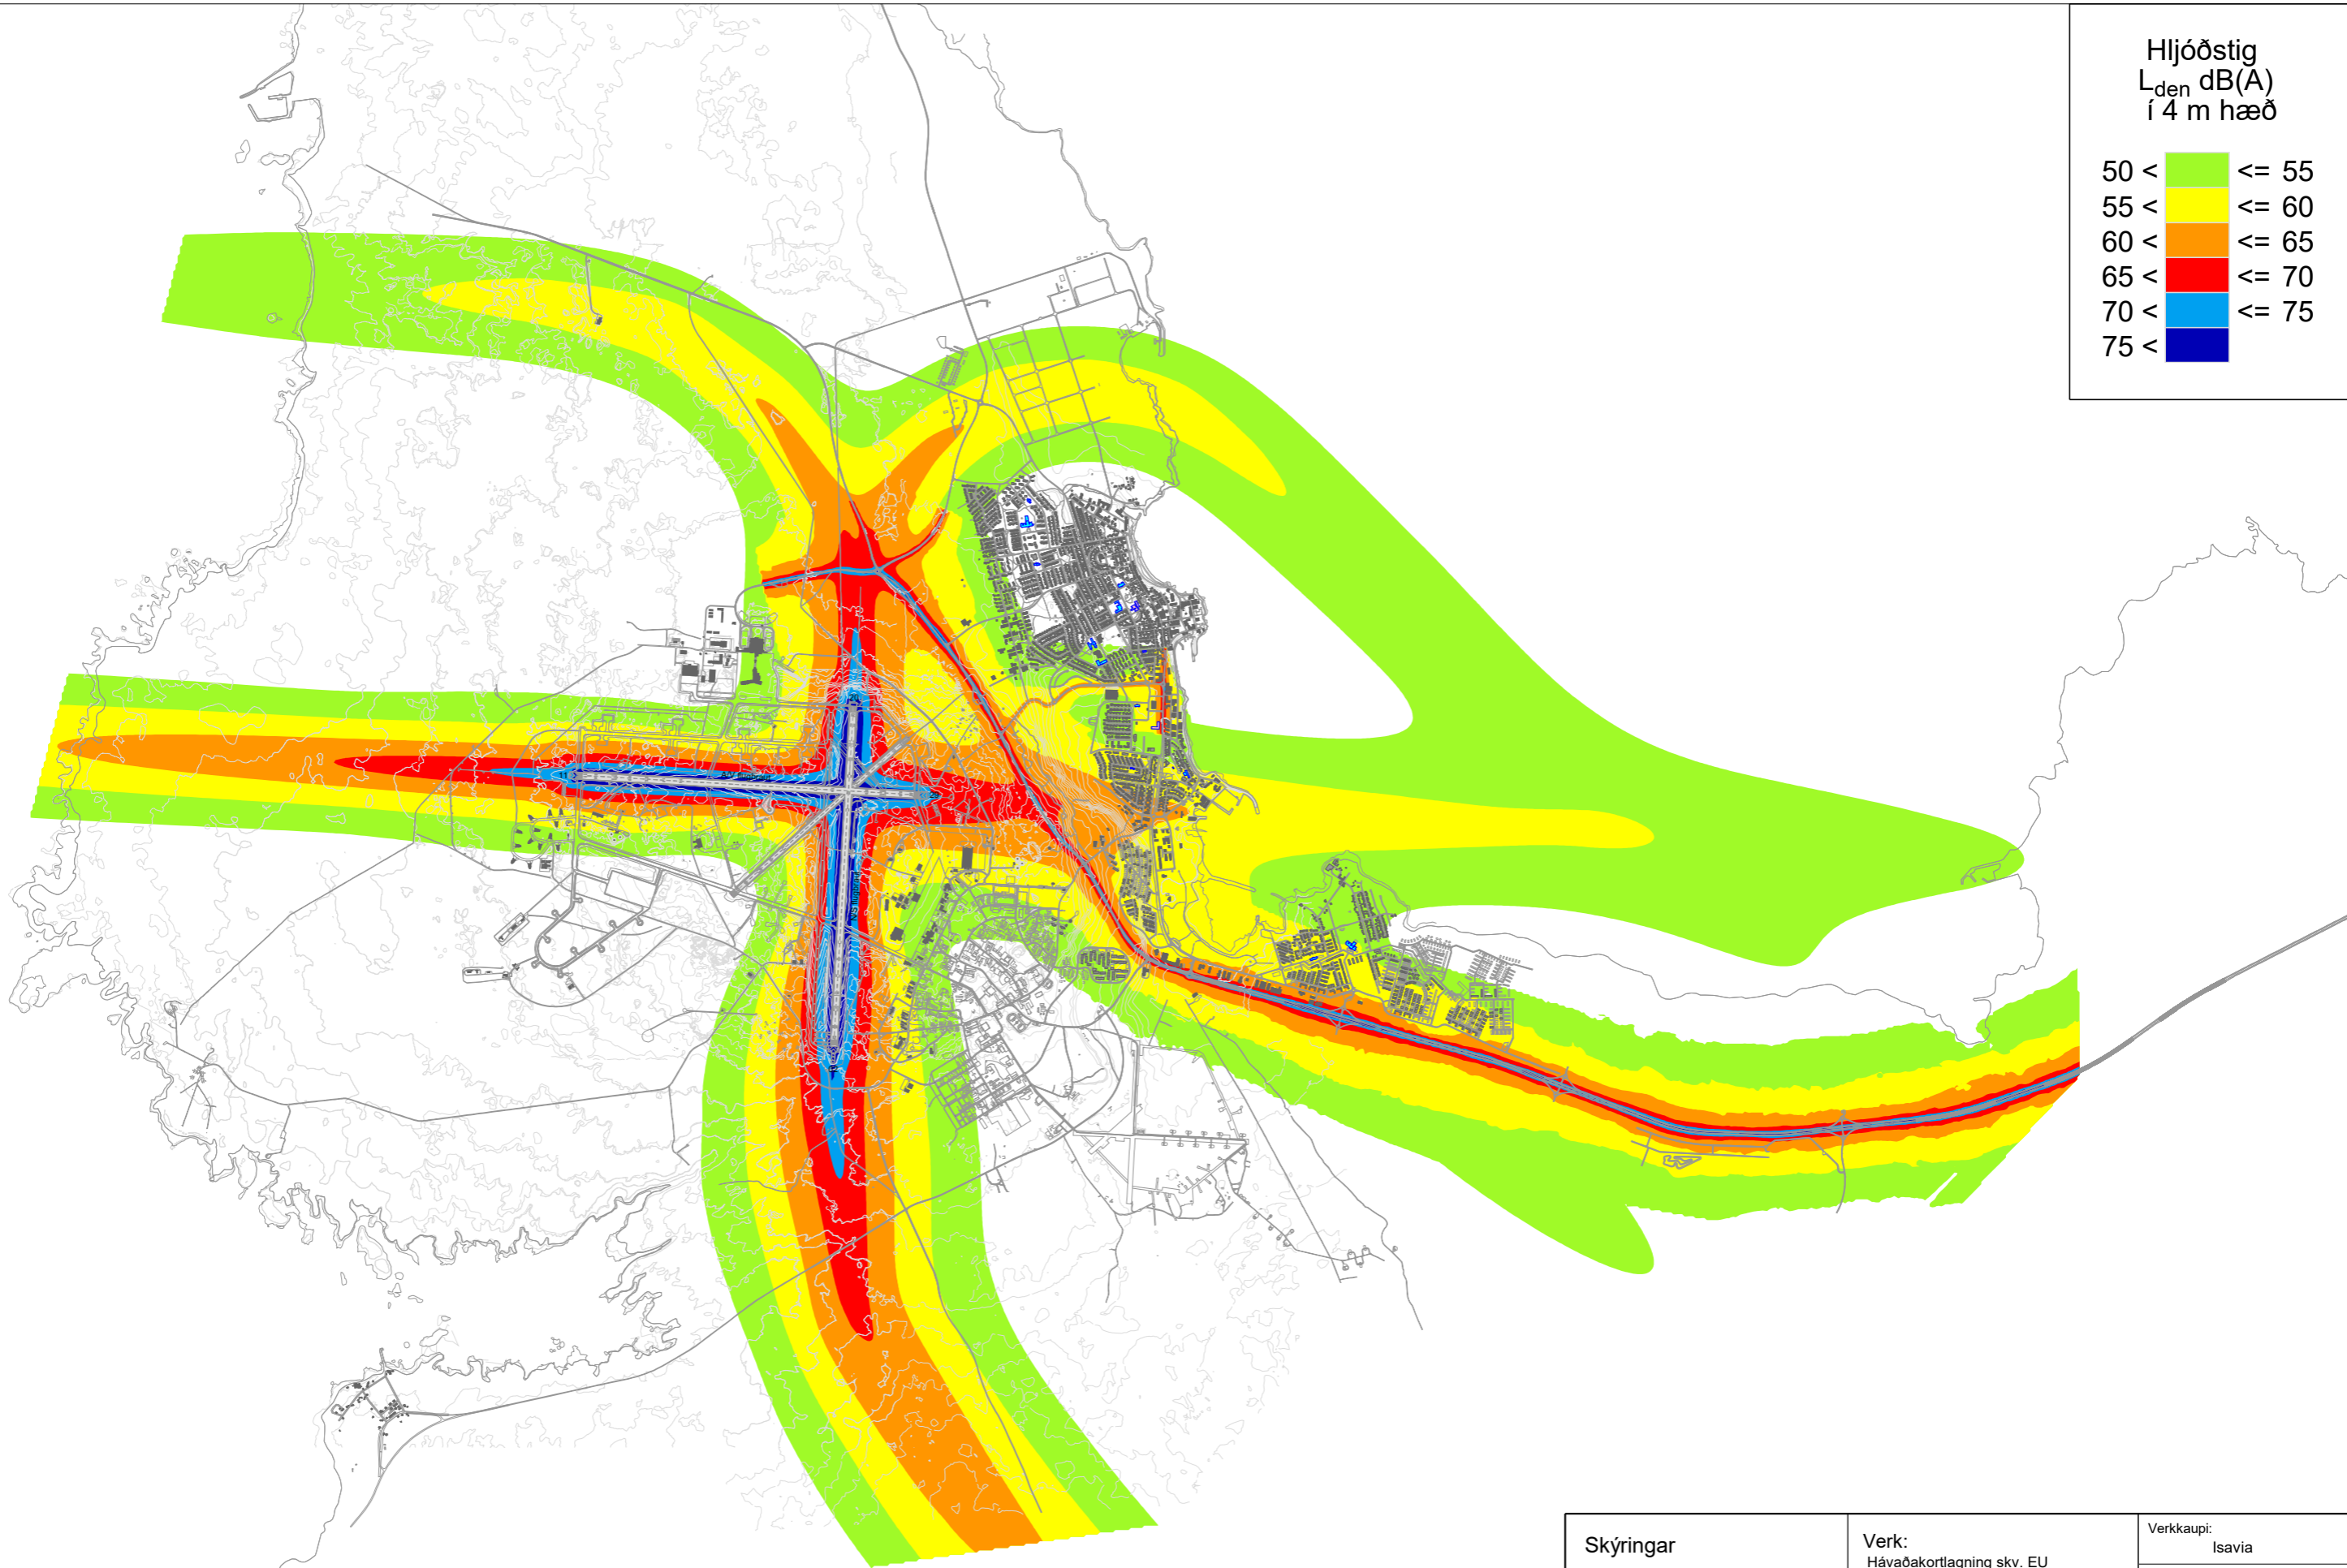 Hljóðstig
Lden dB(A)
í 4 m hæð
50 < <= 55
55 < <= 60
60 < <= 65
65 < <= 70
70 < <= 75
75 <
Skýringar
Verk:
Hávaðakortlagning skv. EU
Verkkaupi:
Isavia